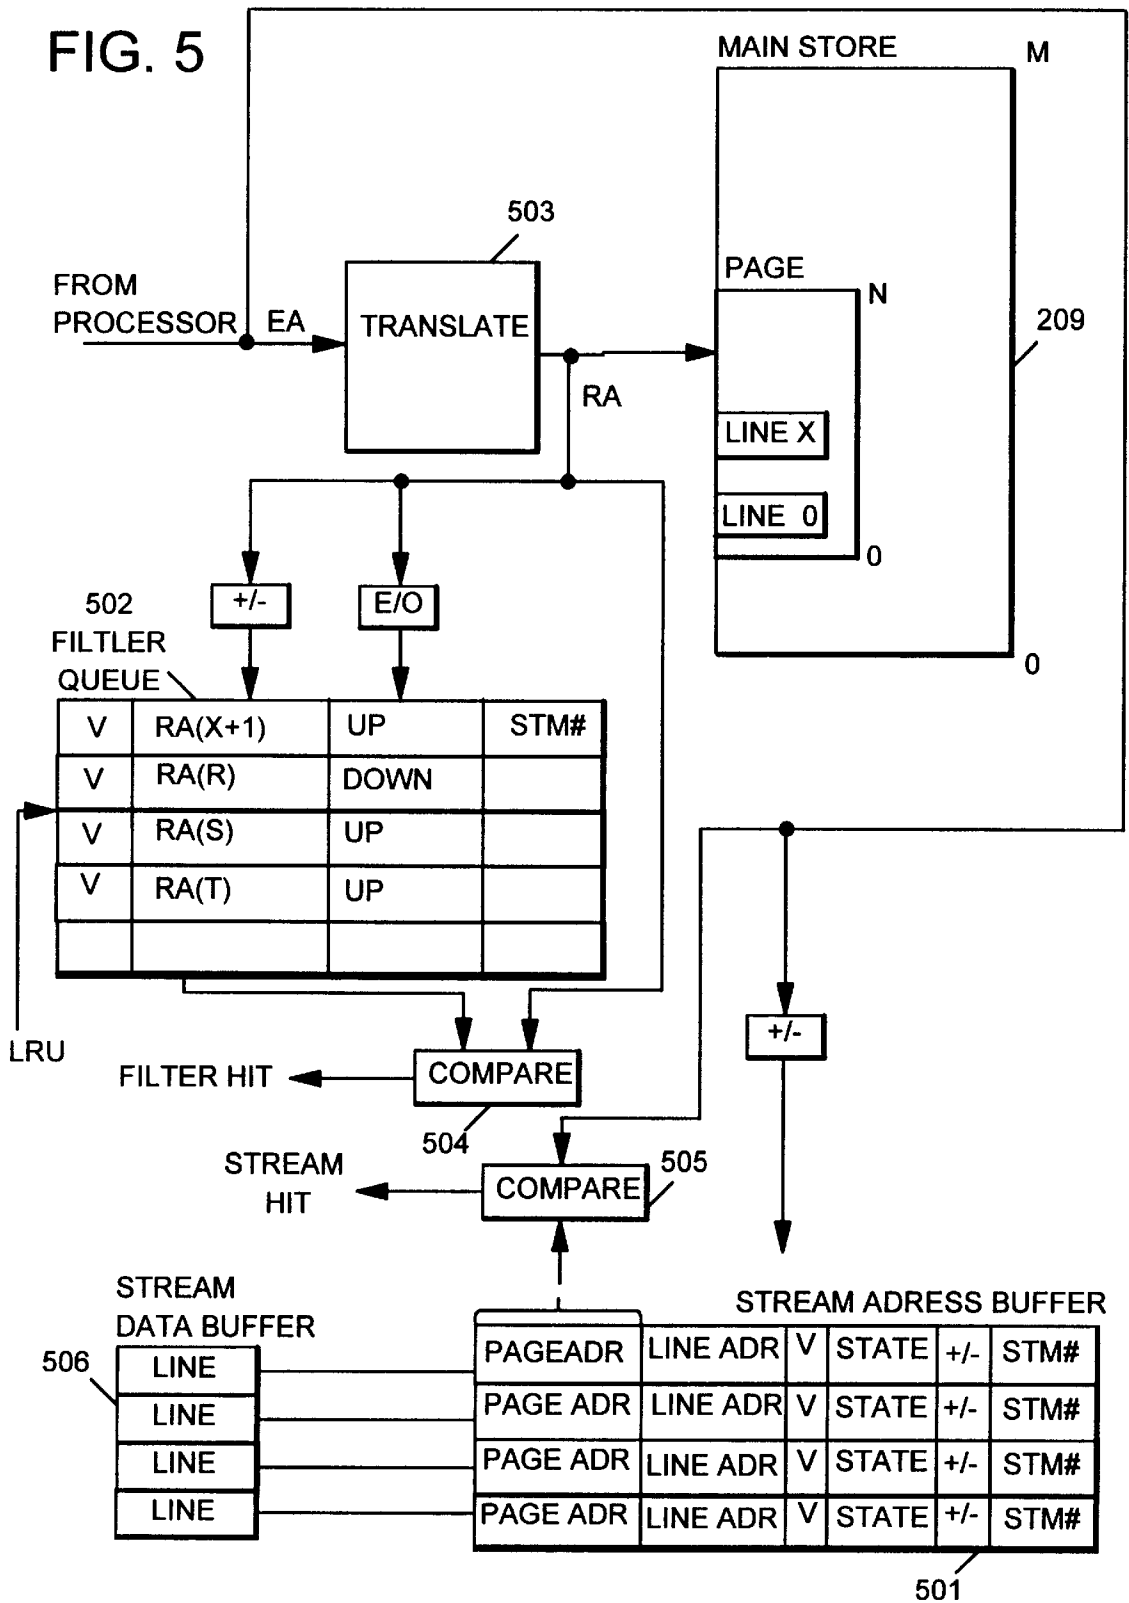 FIG. 5
MAIN STORE M
503
PAGE
N
FROM
PROCESSOR EA
TRANSLATE
209
RA
LINE X
LINE 0
0
+/- E/O
502
FILTLER
QUEUE
0
V RA(X+1) UP STM#
V RA(R) DOWN
V RA(S) UP
V RA(T) UP
LRU
+/-
FILTER HIT COMPARE
504
STREAM
HIT
COMPARE 505
STREAM
DATA BUFFER
STREAM ADRESS BUFFER
506
LINE PAGEADR LINE ADR V STATE +/- STM#
LINE PAGE ADR LINE ADR V STATE +/- STM#
LINE PAGE ADR LINE ADR V STATE +/- STM#
LINE PAGE ADR LINE ADR V STATE +/- STM#
501